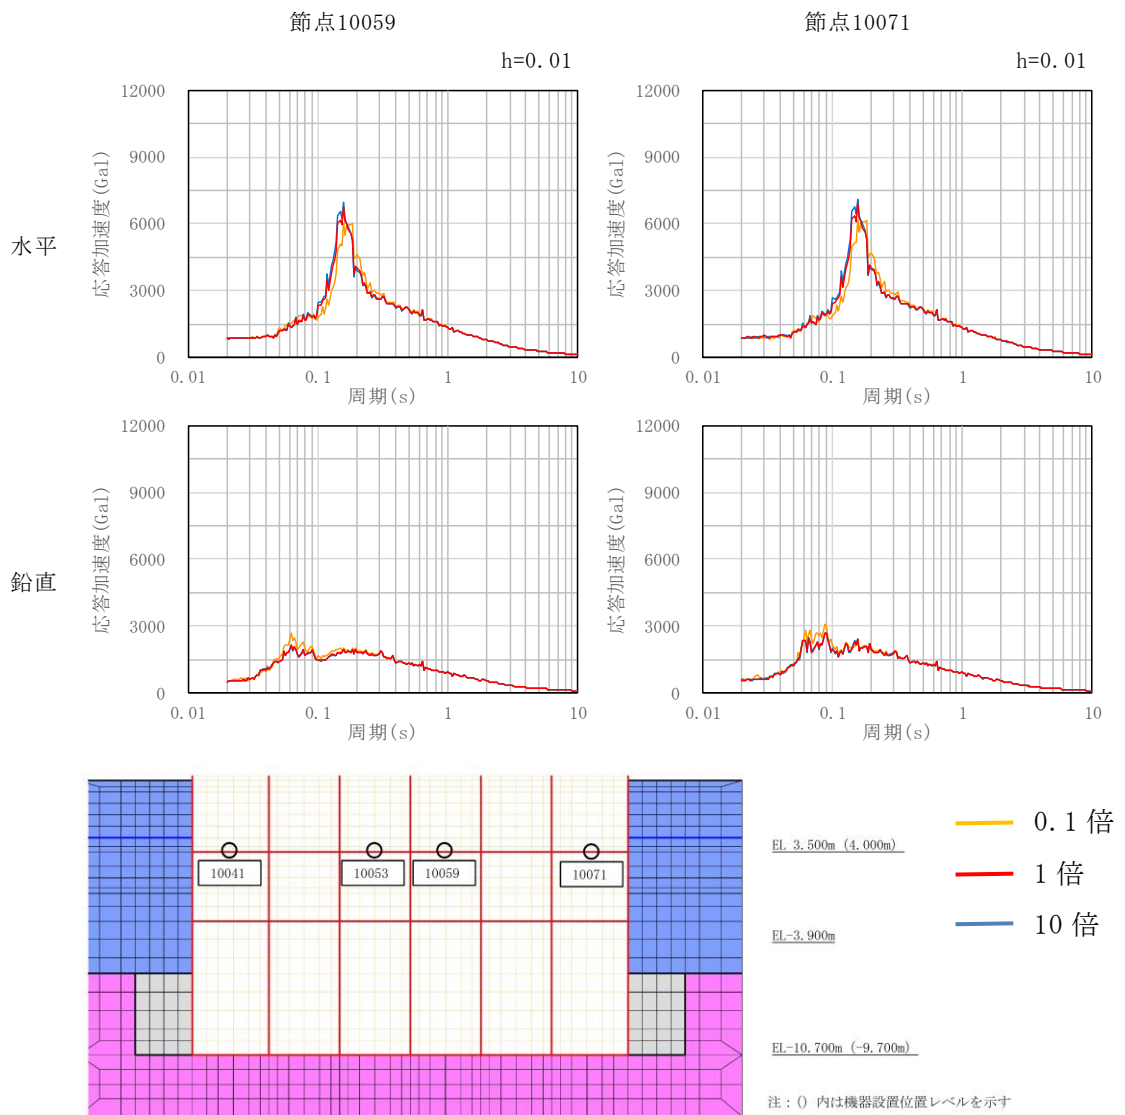 節点10059
節点10071
h=0.01
h=0.01
水平
応答加速度(Gal)
12000
9000
6000
3000
0
0.01
0.1
1
10
周期(s)
応答加速度(Gal)
12000
9000
6000
3000
0
0.01
0.1
1
10
周期(s)
鉛直
応答加速度(Gal)
12000
9000
6000
3000
0
0.01
0.1
1
10
周期(s)
応答加速度(Gal)
12000
9000
6000
3000
0
0.01
0.1
1
10
周期(s)
10041
10053
10059
10071
EL 3.500m (4.000m)
EL-3.900m
EL-10.700m (-9.700m)
0.1 倍
1 倍
10 倍
注：() 内は機器設置位置レベルを示す